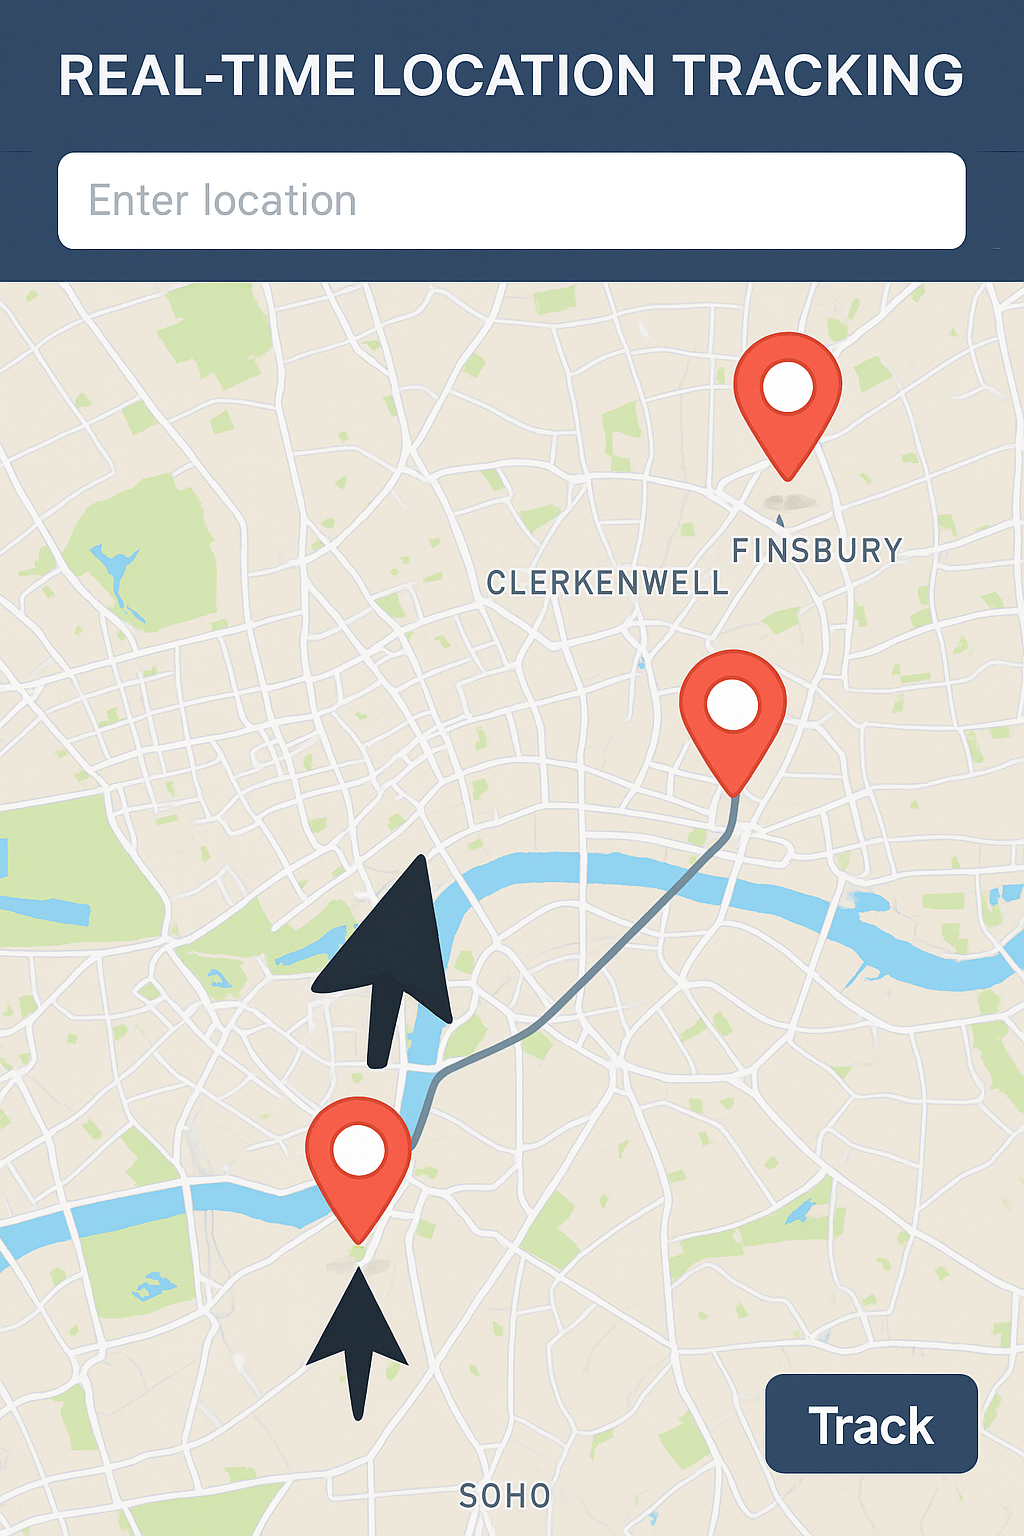 REAL-TIME LOCATION TRACKING
Enter location
FINSBURY
CLERKENWELL
Track
SOHO